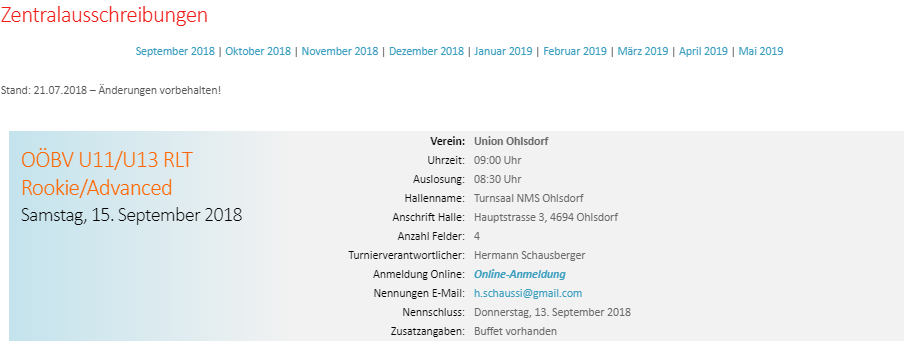 Zentralausschreibungen
September 2018 | Oktober 2018 | November 2018 | Dezember 2018 | Januar 2019 | Februar 2019 | März 2019 | April 2019 | Mai 2019
Stand: 21.07.2018 – Änderungen vorbehalten!
OÖBV U11/U13 RLT
Rookie/Advanced
Samstag, 15. September 2018
Verein: Union Ohlsdorf
Uhrzeit: 09:00 Uhr
Auslosung: 08:30 Uhr
Hallenname: Turnsaal NMS Ohlsdorf
Anschrift Halle: Hauptstrasse 3, 4694 Ohlsdorf
Anzahl Felder: 4
Turnierverantwortlicher: Hermann Schausberger
Anmeldung Online: Online-Anmeldung
Nennungen E-Mail: h.schaussi@gmail.com
Nennschluss: Donnerstag, 13. September 2018
Zusatzangaben: Buffet vorhanden